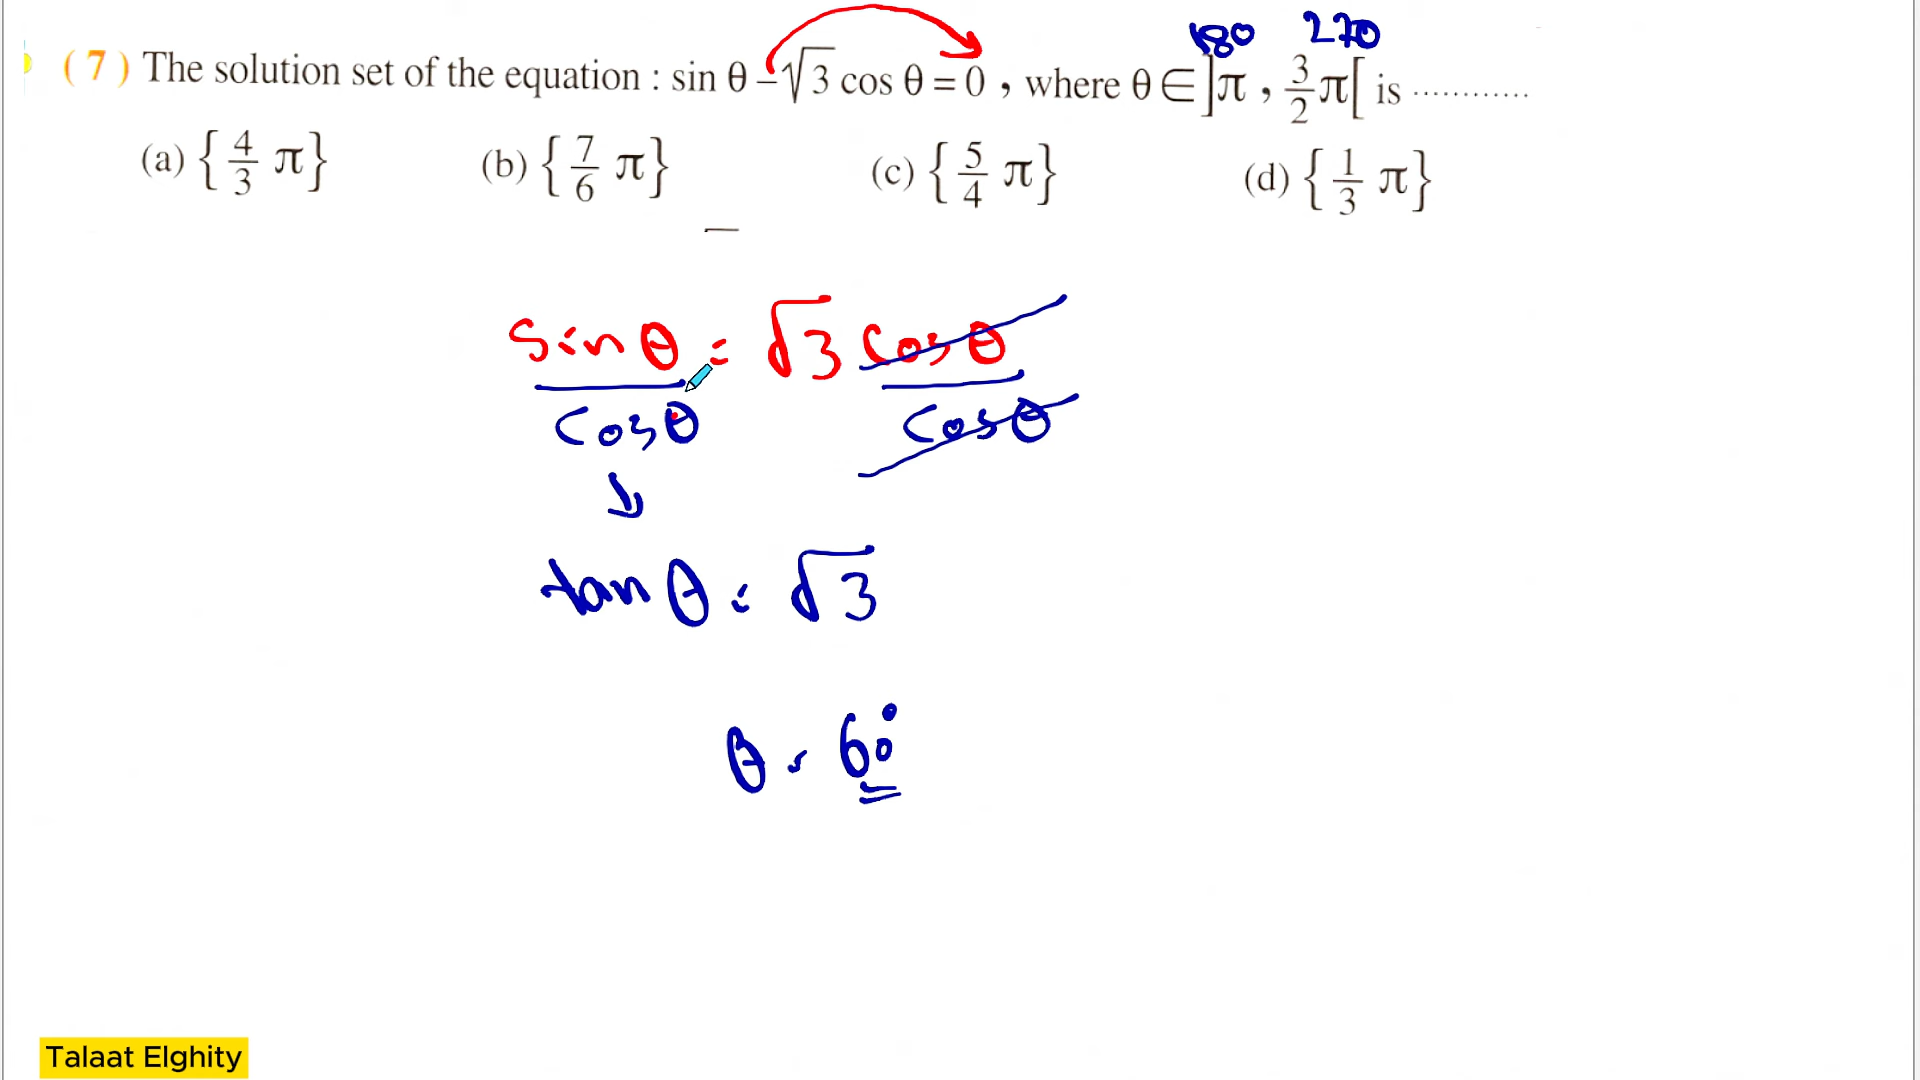 180 270
( 7 ) The solution set of the equation : sin θ – √3 cos θ = 0 , where θ ∈ ]π , 3/2 π[ is ............
(a) {4/3 π} (b) {7/6 π} (c) {5/4 π} (d) {1/3 π}
sin θ = √3 cos θ
cos θ cos θ
tan θ = √3
θ = 60°
Talaat Elghity